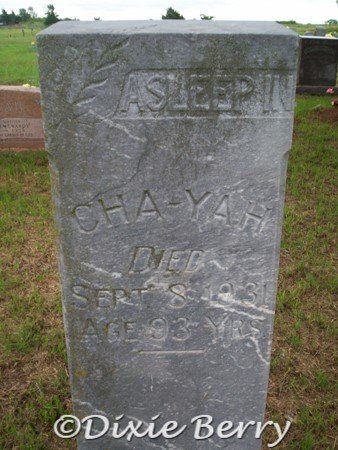 ASLEEP IN
CHA-YAH
DIED
SEPT. 8, 1931
AGE 93 YRS
©Dixie Berry